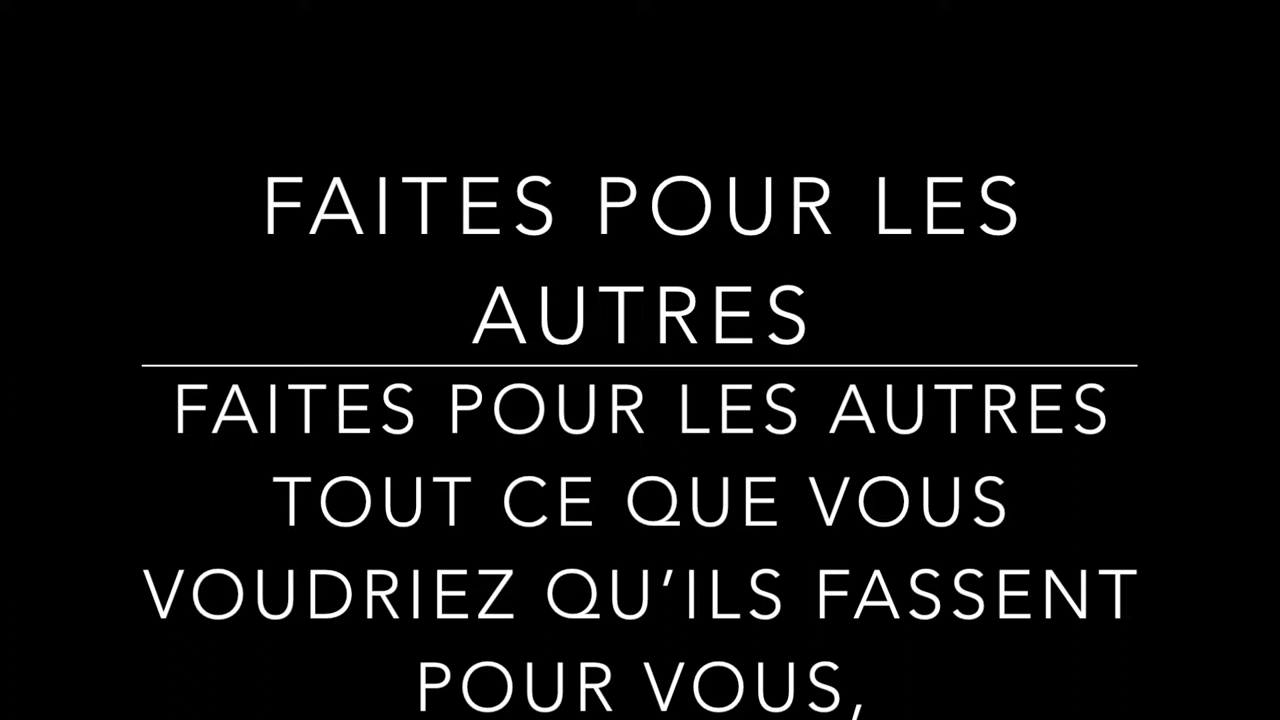 FAITES POUR LES
AUTRES
FAITES POUR LES AUTRES
TOUT CE QUE VOUS
VOUDRIEZ QU’ILS FASSENT
POUR VOUS,